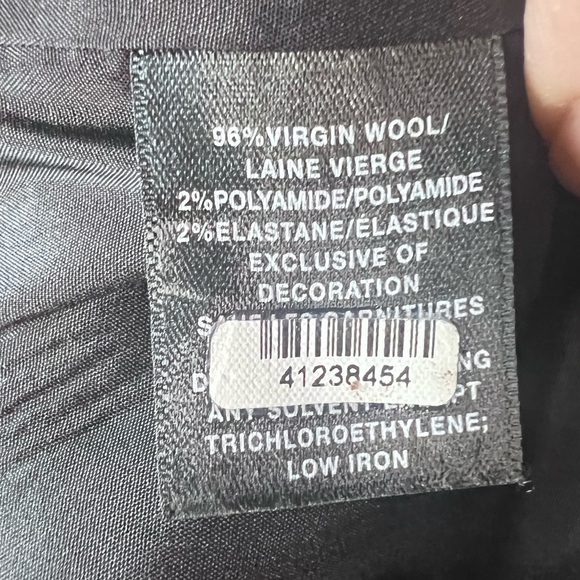 96% VIRGIN WOOL/
LAINE VIERGE
2%POLYAMIDE/POLYAMIDE
2%ELASTANE/ÉLASTIQUE
EXCLUSIVE OF
DECORATION
GARNITURES
41238454
ANY SOLVENT
TRICHLOROETHYLENE;
LOW IRON